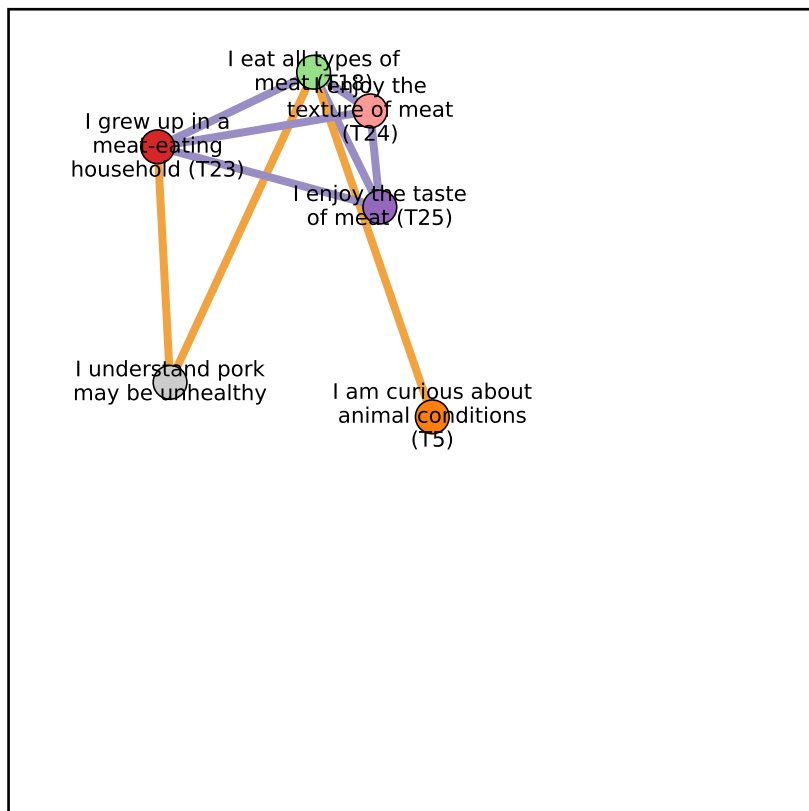 I eat all types of
meat (T18)
I enjoy the
texture of meat
(T24)
I grew up in a
meat-eating
household (T23)
I enjoy the taste
of meat (T25)
I understand pork
may be unhealthy
I am curious about
animal conditions
(T5)